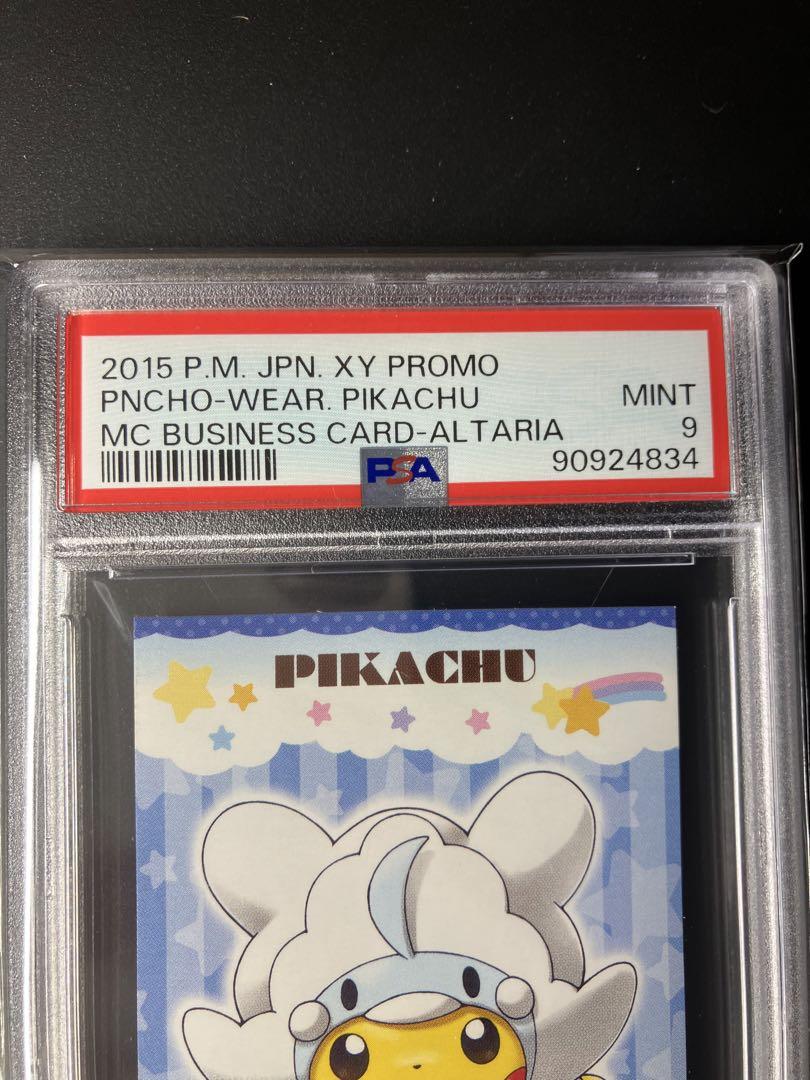 2015 P.M. JPN. XY PROMO
PNCHO-WEAR. PIKACHU MINT
MC BUSINESS CARD-ALTARIA 9
PSA 90924834
PIKACHU